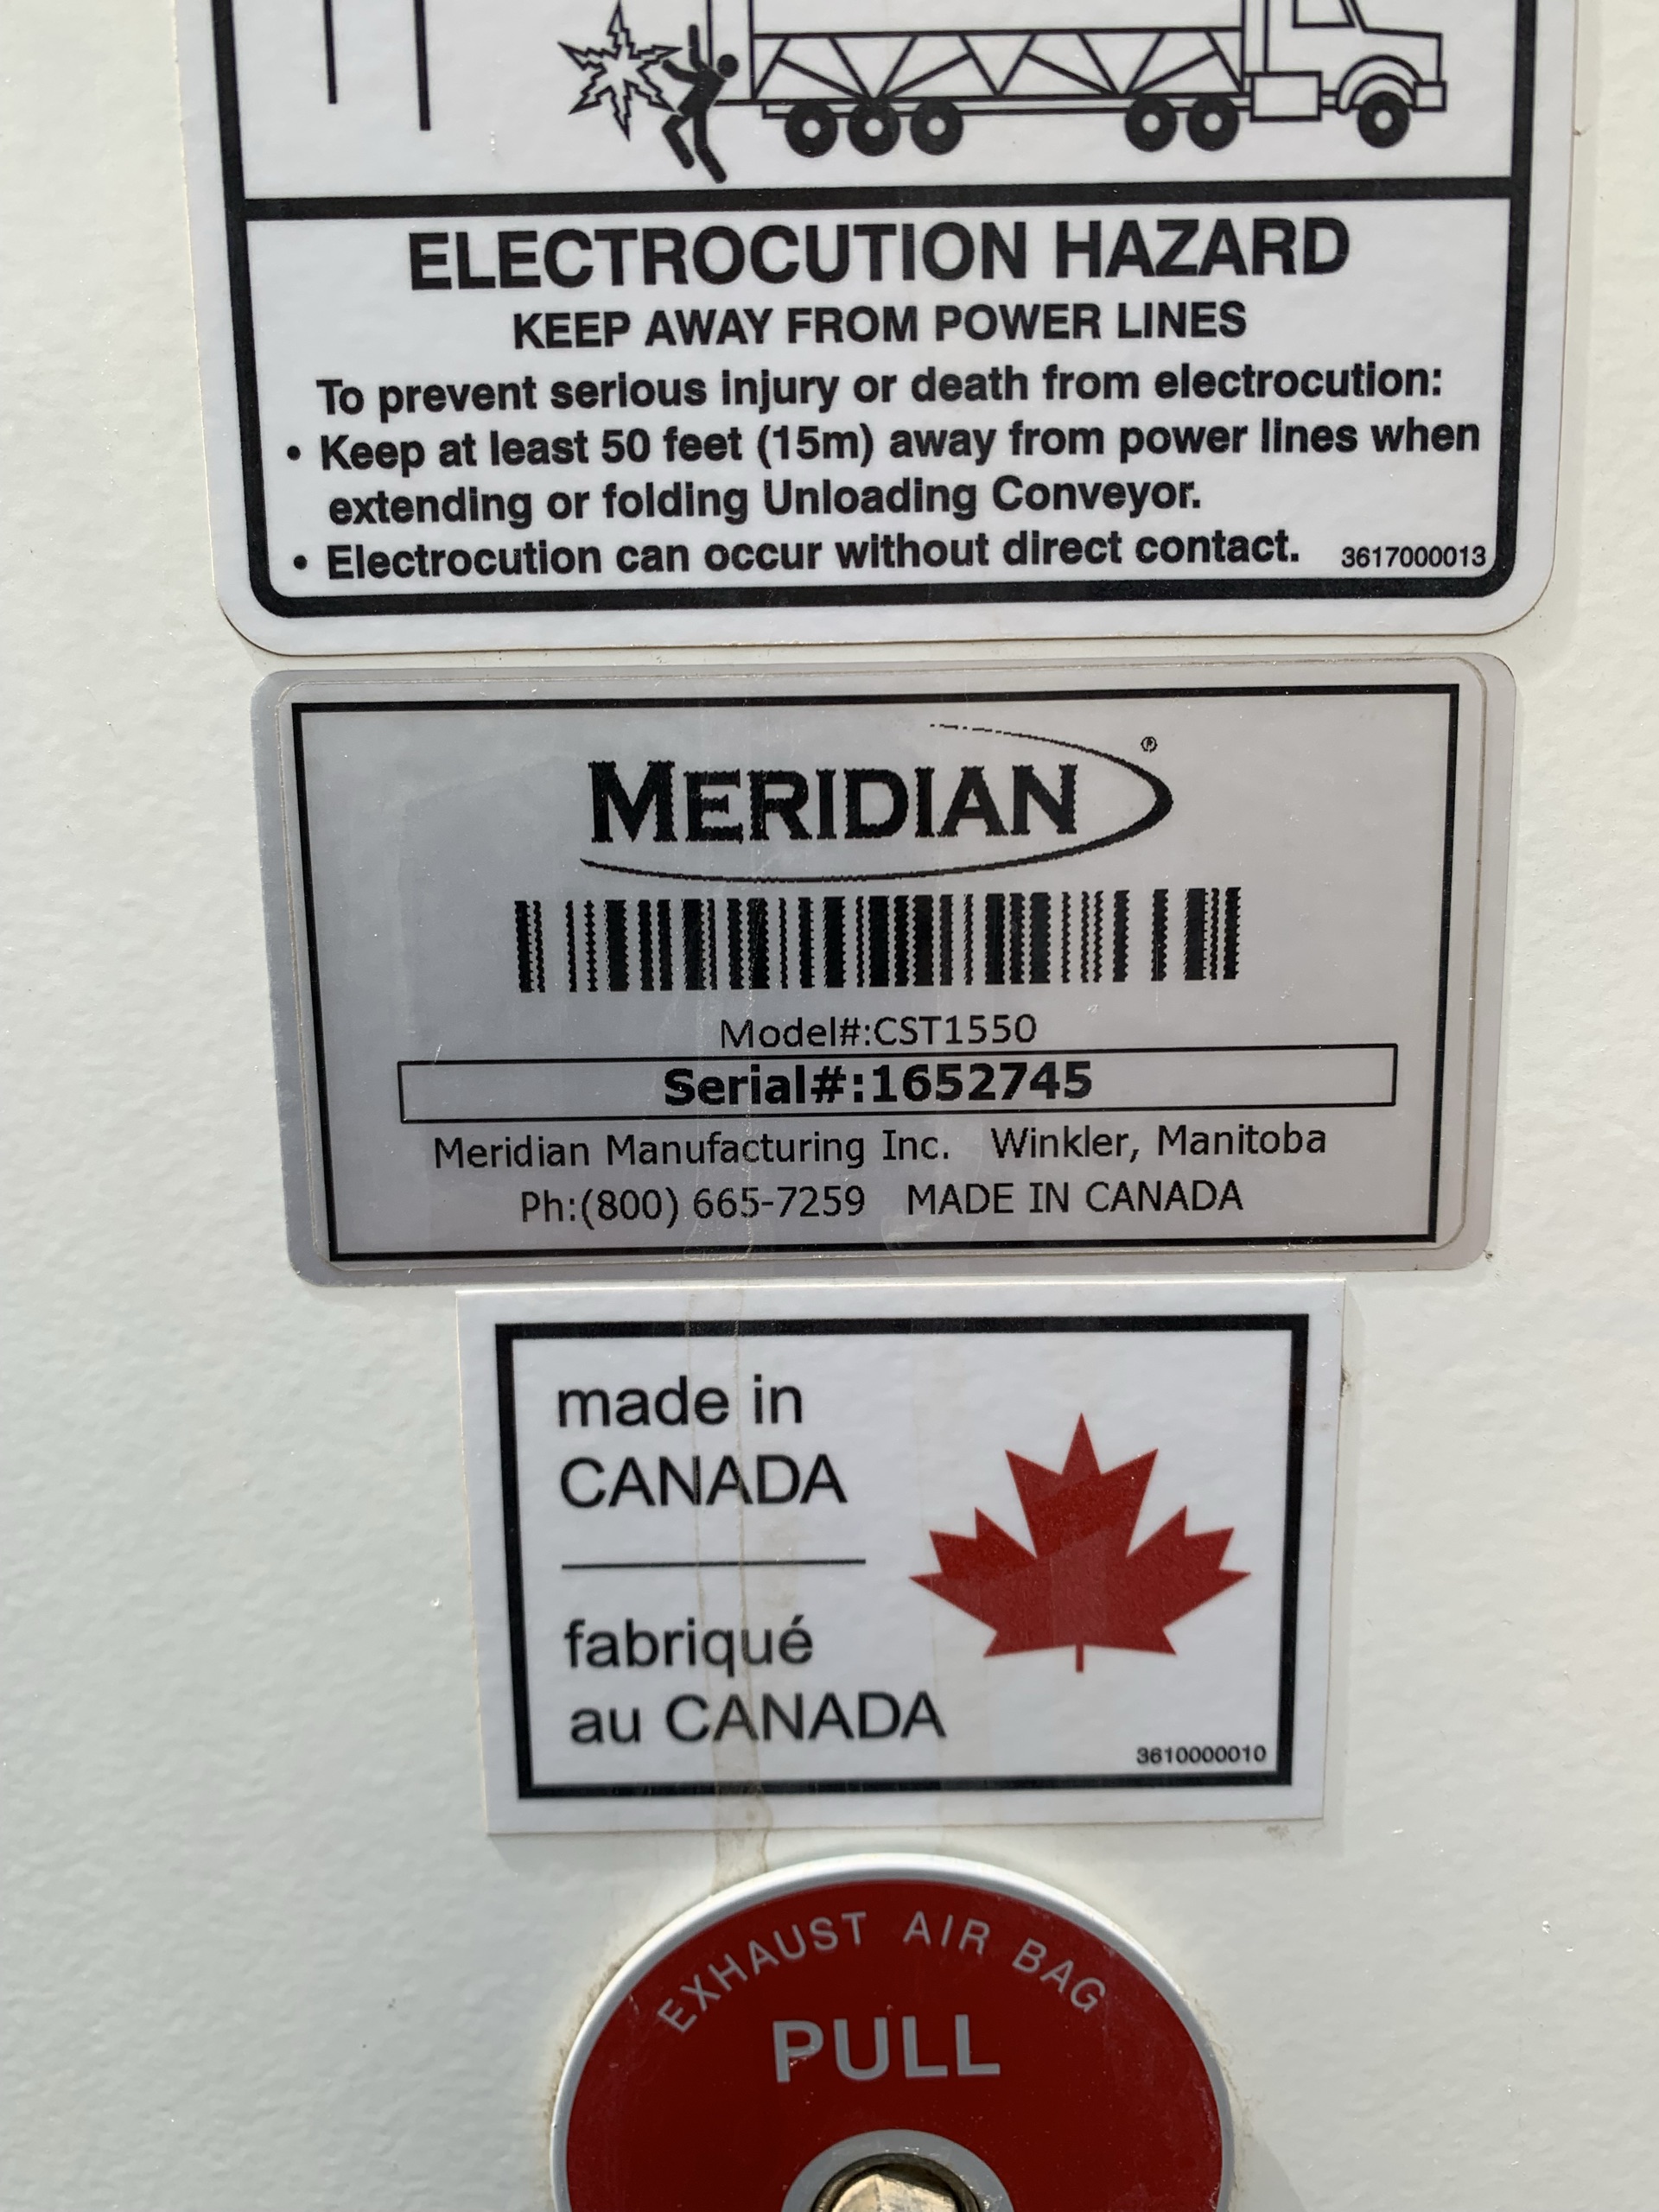 ELECTROCUTION HAZARD
KEEP AWAY FROM POWER LINES
To prevent serious injury or death from electrocution:
• Keep at least 50 feet (15m) away from power lines when
extending or folding Unloading Conveyor.
• Electrocution can occur without direct contact. 3617000013
MERIDIAN ®
Model#:CST1550
Serial#:1652745
Meridian Manufacturing Inc. Winkler, Manitoba
Ph:(800) 665-7259 MADE IN CANADA
made in
CANADA
fabriqué
au CANADA
3610000010
EXHAUST AIR BAG
PULL